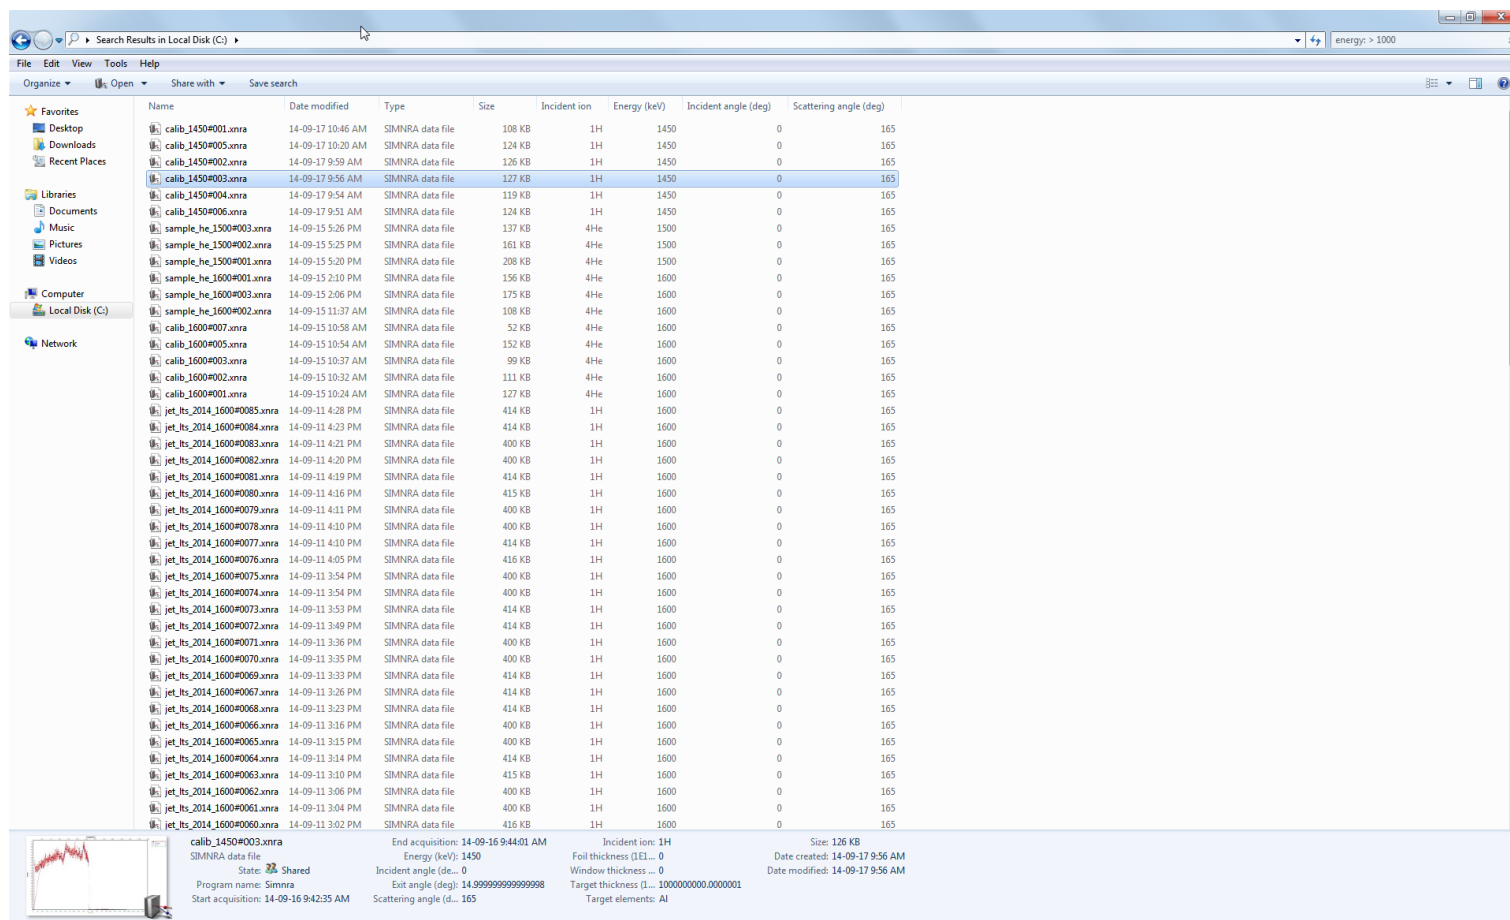 Search Results in Local Disk (C:)
energy: > 1000
File Edit View Tools Help
Organize Open Share with Save search
Name Date modified Type Size Incident ion Energy (keV) Incident angle (deg) Scattering angle (deg)
Favorites
Desktop
Downloads
Recent Places
Libraries
Documents
Music
Pictures
Videos
Computer
Local Disk (C:)
Network
calib_1450#001.xnra 14-09-17 10:46 AM SIMNRA data file 108 KB 1H 1450 0 165
calib_1450#005.xnra 14-09-17 10:20 AM SIMNRA data file 124 KB 1H 1450 0 165
calib_1450#002.xnra 14-09-17 9:59 AM SIMNRA data file 126 KB 1H 1450 0 165
calib_1450#003.xnra 14-09-17 9:56 AM SIMNRA data file 127 KB 1H 1450 0 165
calib_1450#004.xnra 14-09-17 9:54 AM SIMNRA data file 119 KB 1H 1450 0 165
calib_1450#006.xnra 14-09-17 9:51 AM SIMNRA data file 124 KB 1H 1450 0 165
sample_he_1500#003.xnra 14-09-15 5:26 PM SIMNRA data file 137 KB 4He 1500 0 165
sample_he_1500#002.xnra 14-09-15 5:25 PM SIMNRA data file 161 KB 4He 1500 0 165
sample_he_1500#001.xnra 14-09-15 5:20 PM SIMNRA data file 208 KB 4He 1500 0 165
sample_he_1600#001.xnra 14-09-15 2:10 PM SIMNRA data file 156 KB 4He 1600 0 165
sample_he_1600#003.xnra 14-09-15 2:06 PM SIMNRA data file 175 KB 4He 1600 0 165
sample_he_1600#002.xnra 14-09-15 11:37 AM SIMNRA data file 108 KB 4He 1600 0 165
calib_1600#007.xnra 14-09-15 10:58 AM SIMNRA data file 52 KB 4He 1600 0 165
calib_1600#005.xnra 14-09-15 10:54 AM SIMNRA data file 152 KB 4He 1600 0 165
calib_1600#003.xnra 14-09-15 10:37 AM SIMNRA data file 99 KB 4He 1600 0 165
calib_1600#002.xnra 14-09-15 10:32 AM SIMNRA data file 111 KB 4He 1600 0 165
calib_1600#001.xnra 14-09-15 10:24 AM SIMNRA data file 127 KB 4He 1600 0 165
jet_lts_2014_1600#0085.xnra 14-09-11 4:28 PM SIMNRA data file 414 KB 1H 1600 0 165
jet_lts_2014_1600#0084.xnra 14-09-11 4:23 PM SIMNRA data file 414 KB 1H 1600 0 165
jet_lts_2014_1600#0083.xnra 14-09-11 4:21 PM SIMNRA data file 400 KB 1H 1600 0 165
jet_lts_2014_1600#0082.xnra 14-09-11 4:20 PM SIMNRA data file 400 KB 1H 1600 0 165
jet_lts_2014_1600#0081.xnra 14-09-11 4:19 PM SIMNRA data file 414 KB 1H 1600 0 165
jet_lts_2014_1600#0080.xnra 14-09-11 4:16 PM SIMNRA data file 415 KB 1H 1600 0 165
jet_lts_2014_1600#0079.xnra 14-09-11 4:11 PM SIMNRA data file 400 KB 1H 1600 0 165
jet_lts_2014_1600#0078.xnra 14-09-11 4:10 PM SIMNRA data file 400 KB 1H 1600 0 165
jet_lts_2014_1600#0077.xnra 14-09-11 4:10 PM SIMNRA data file 414 KB 1H 1600 0 165
jet_lts_2014_1600#0076.xnra 14-09-11 4:05 PM SIMNRA data file 416 KB 1H 1600 0 165
jet_lts_2014_1600#0075.xnra 14-09-11 3:54 PM SIMNRA data file 400 KB 1H 1600 0 165
jet_lts_2014_1600#0074.xnra 14-09-11 3:54 PM SIMNRA data file 400 KB 1H 1600 0 165
jet_lts_2014_1600#0073.xnra 14-09-11 3:53 PM SIMNRA data file 414 KB 1H 1600 0 165
jet_lts_2014_1600#0072.xnra 14-09-11 3:49 PM SIMNRA data file 414 KB 1H 1600 0 165
jet_lts_2014_1600#0071.xnra 14-09-11 3:36 PM SIMNRA data file 400 KB 1H 1600 0 165
jet_lts_2014_1600#0070.xnra 14-09-11 3:35 PM SIMNRA data file 400 KB 1H 1600 0 165
jet_lts_2014_1600#0069.xnra 14-09-11 3:33 PM SIMNRA data file 414 KB 1H 1600 0 165
jet_lts_2014_1600#0067.xnra 14-09-11 3:26 PM SIMNRA data file 414 KB 1H 1600 0 165
jet_lts_2014_1600#0068.xnra 14-09-11 3:23 PM SIMNRA data file 414 KB 1H 1600 0 165
jet_lts_2014_1600#0066.xnra 14-09-11 3:16 PM SIMNRA data file 400 KB 1H 1600 0 165
jet_lts_2014_1600#0065.xnra 14-09-11 3:15 PM SIMNRA data file 400 KB 1H 1600 0 165
jet_lts_2014_1600#0064.xnra 14-09-11 3:14 PM SIMNRA data file 414 KB 1H 1600 0 165
jet_lts_2014_1600#0063.xnra 14-09-11 3:10 PM SIMNRA data file 415 KB 1H 1600 0 165
jet_lts_2014_1600#0062.xnra 14-09-11 3:06 PM SIMNRA data file 400 KB 1H 1600 0 165
jet_lts_2014_1600#0061.xnra 14-09-11 3:04 PM SIMNRA data file 400 KB 1H 1600 0 165
jet_lts_2014_1600#0060.xnra 14-09-11 3:02 PM SIMNRA data file 416 KB 1H 1600 0 165
calib_1450#003.xnra End acquisition: 14-09-16 9:44:01 AM Incident ion: 1H Size: 126 KB
SIMNRA data file Energy (keV): 1450 Foil thickness (1E1... 0 Date created: 14-09-17 9:56 AM
State: Shared Incident angle (de... 0 Window thickness ... 0 Date modified: 14-09-17 9:56 AM
Program name: Simnra Exit angle (deg): 14.999999999999998 Target thickness (1... 1000000000.0000001
Start acquisition: 14-09-16 9:42:35 AM Scattering angle (d... 165 Target elements: Al